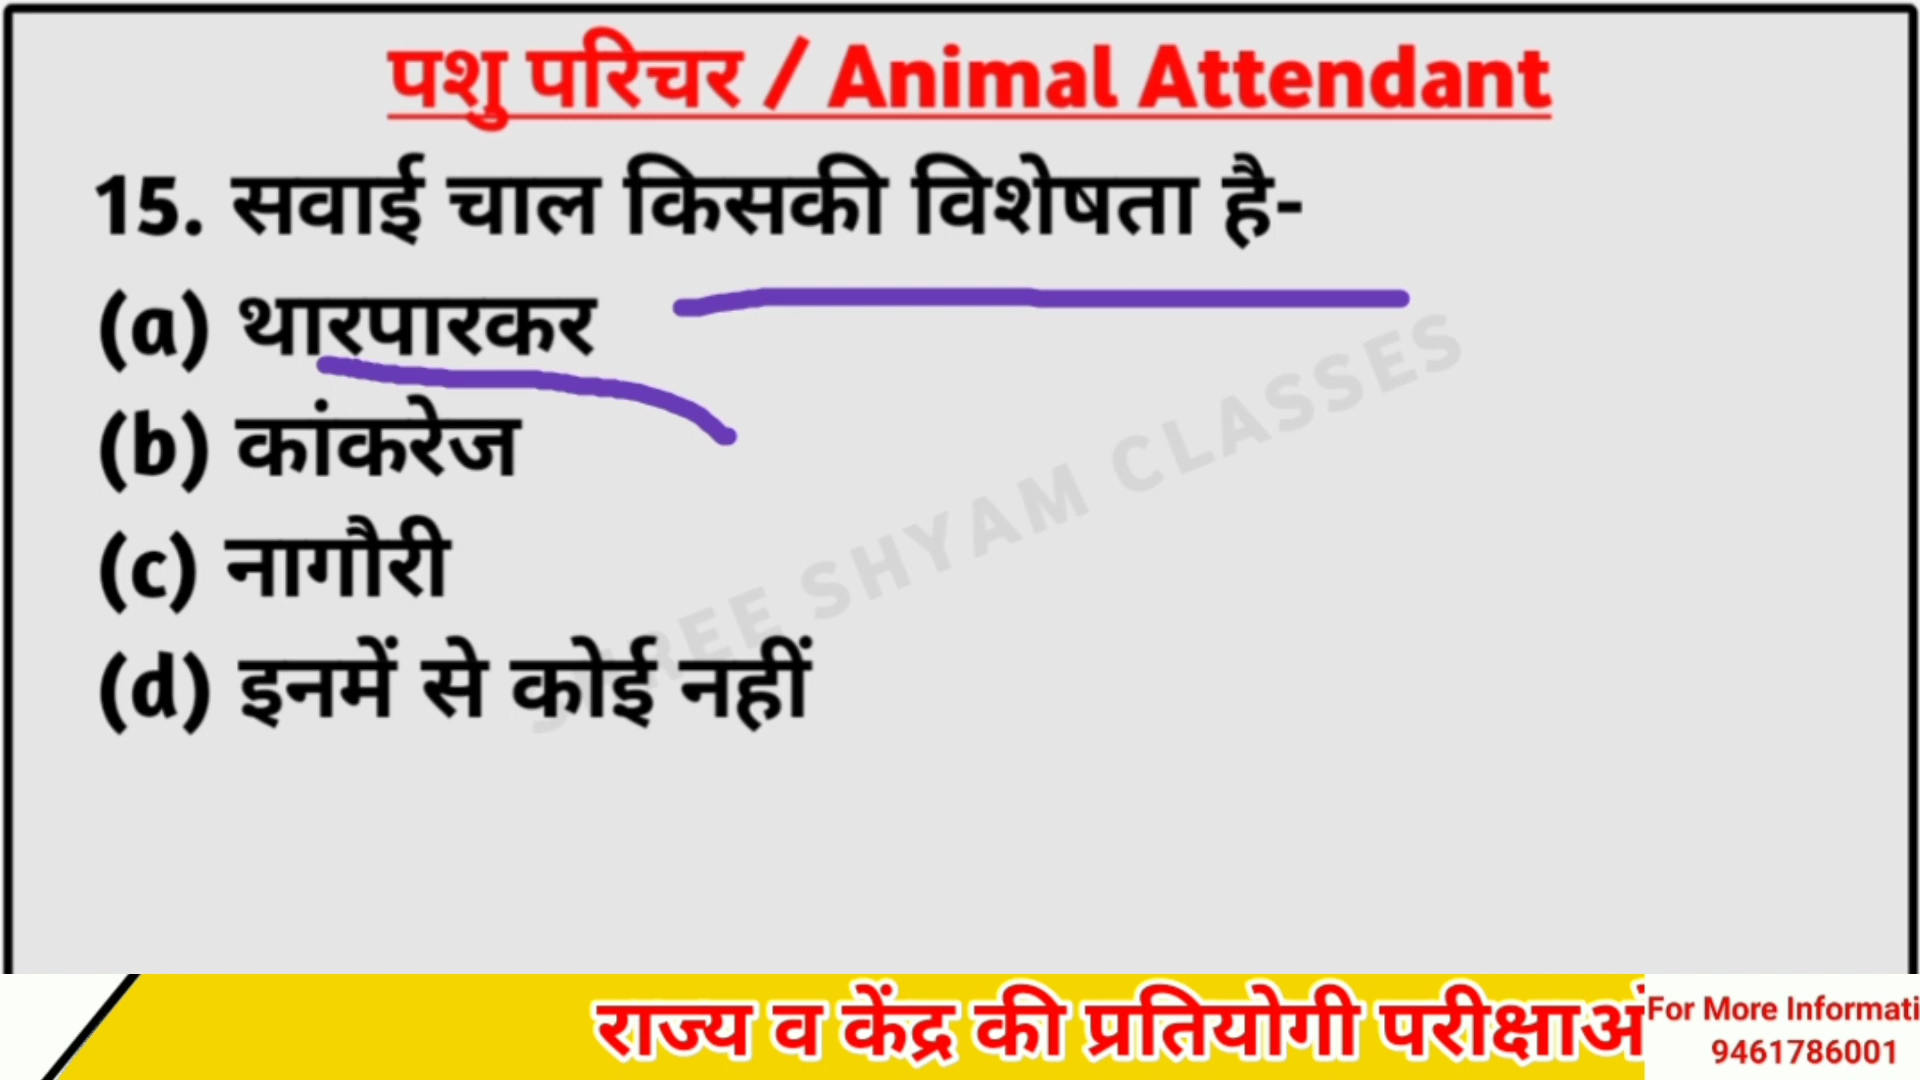 पशु परिचर / Animal Attendant
15. सवाई चाल किसकी विशेषता है-
(a) थारपारकर
(b) कांकरेज
(c) नागौरी
(d) इनमें से कोई नहीं
SHREE SHYAM CLASSES
राज्य व केंद्र की प्रतियोगी परीक्षाओं
For More Informati
9461786001